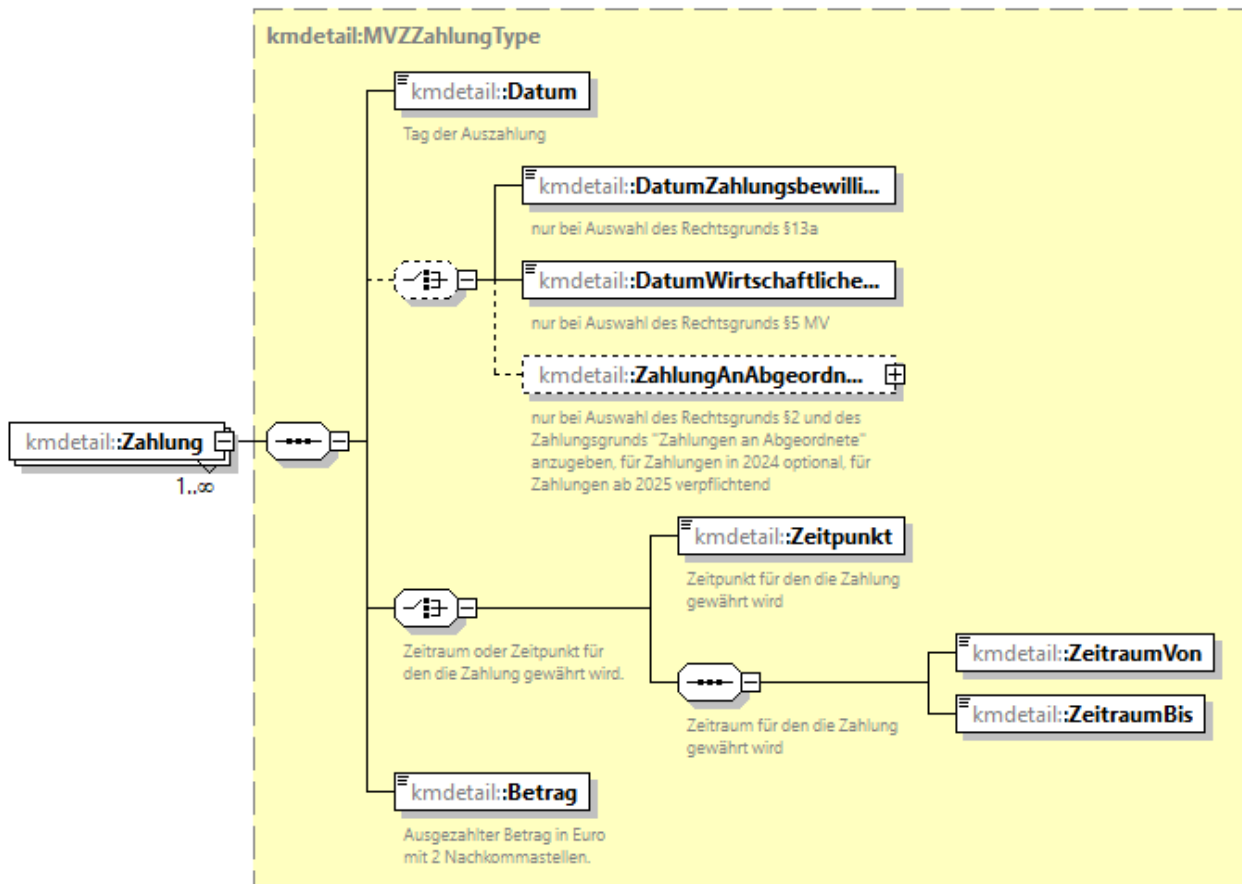 kmdetail:MVZZahlungType
kmdetail::Datum
Tag der Auszahlung
kmdetail::DatumZahlungsbewilli...
nur bei Auswahl des Rechtsgrunds §13a
kmdetail::DatumWirtschaftliche...
nur bei Auswahl des Rechtsgrunds §5 MV
kmdetail::ZahlungAnAbgeordn...
nur bei Auswahl des Rechtsgrunds §2 und des
Zahlungsgrunds "Zahlungen an Abgeordnete"
anzugeben, für Zahlungen in 2024 optional, für
Zahlungen ab 2025 verpflichtend
kmdetail::Zahlung
1..∞
kmdetail::Zeitpunkt
Zeitpunkt für den die Zahlung
gewährt wird
Zeitraum oder Zeitpunkt für
den die Zahlung gewährt wird.
kmdetail::ZeitraumVon
kmdetail::ZeitraumBis
Zeitraum für den die Zahlung
gewährt wird
kmdetail::Betrag
Ausgezahlter Betrag in Euro
mit 2 Nachkommastellen.